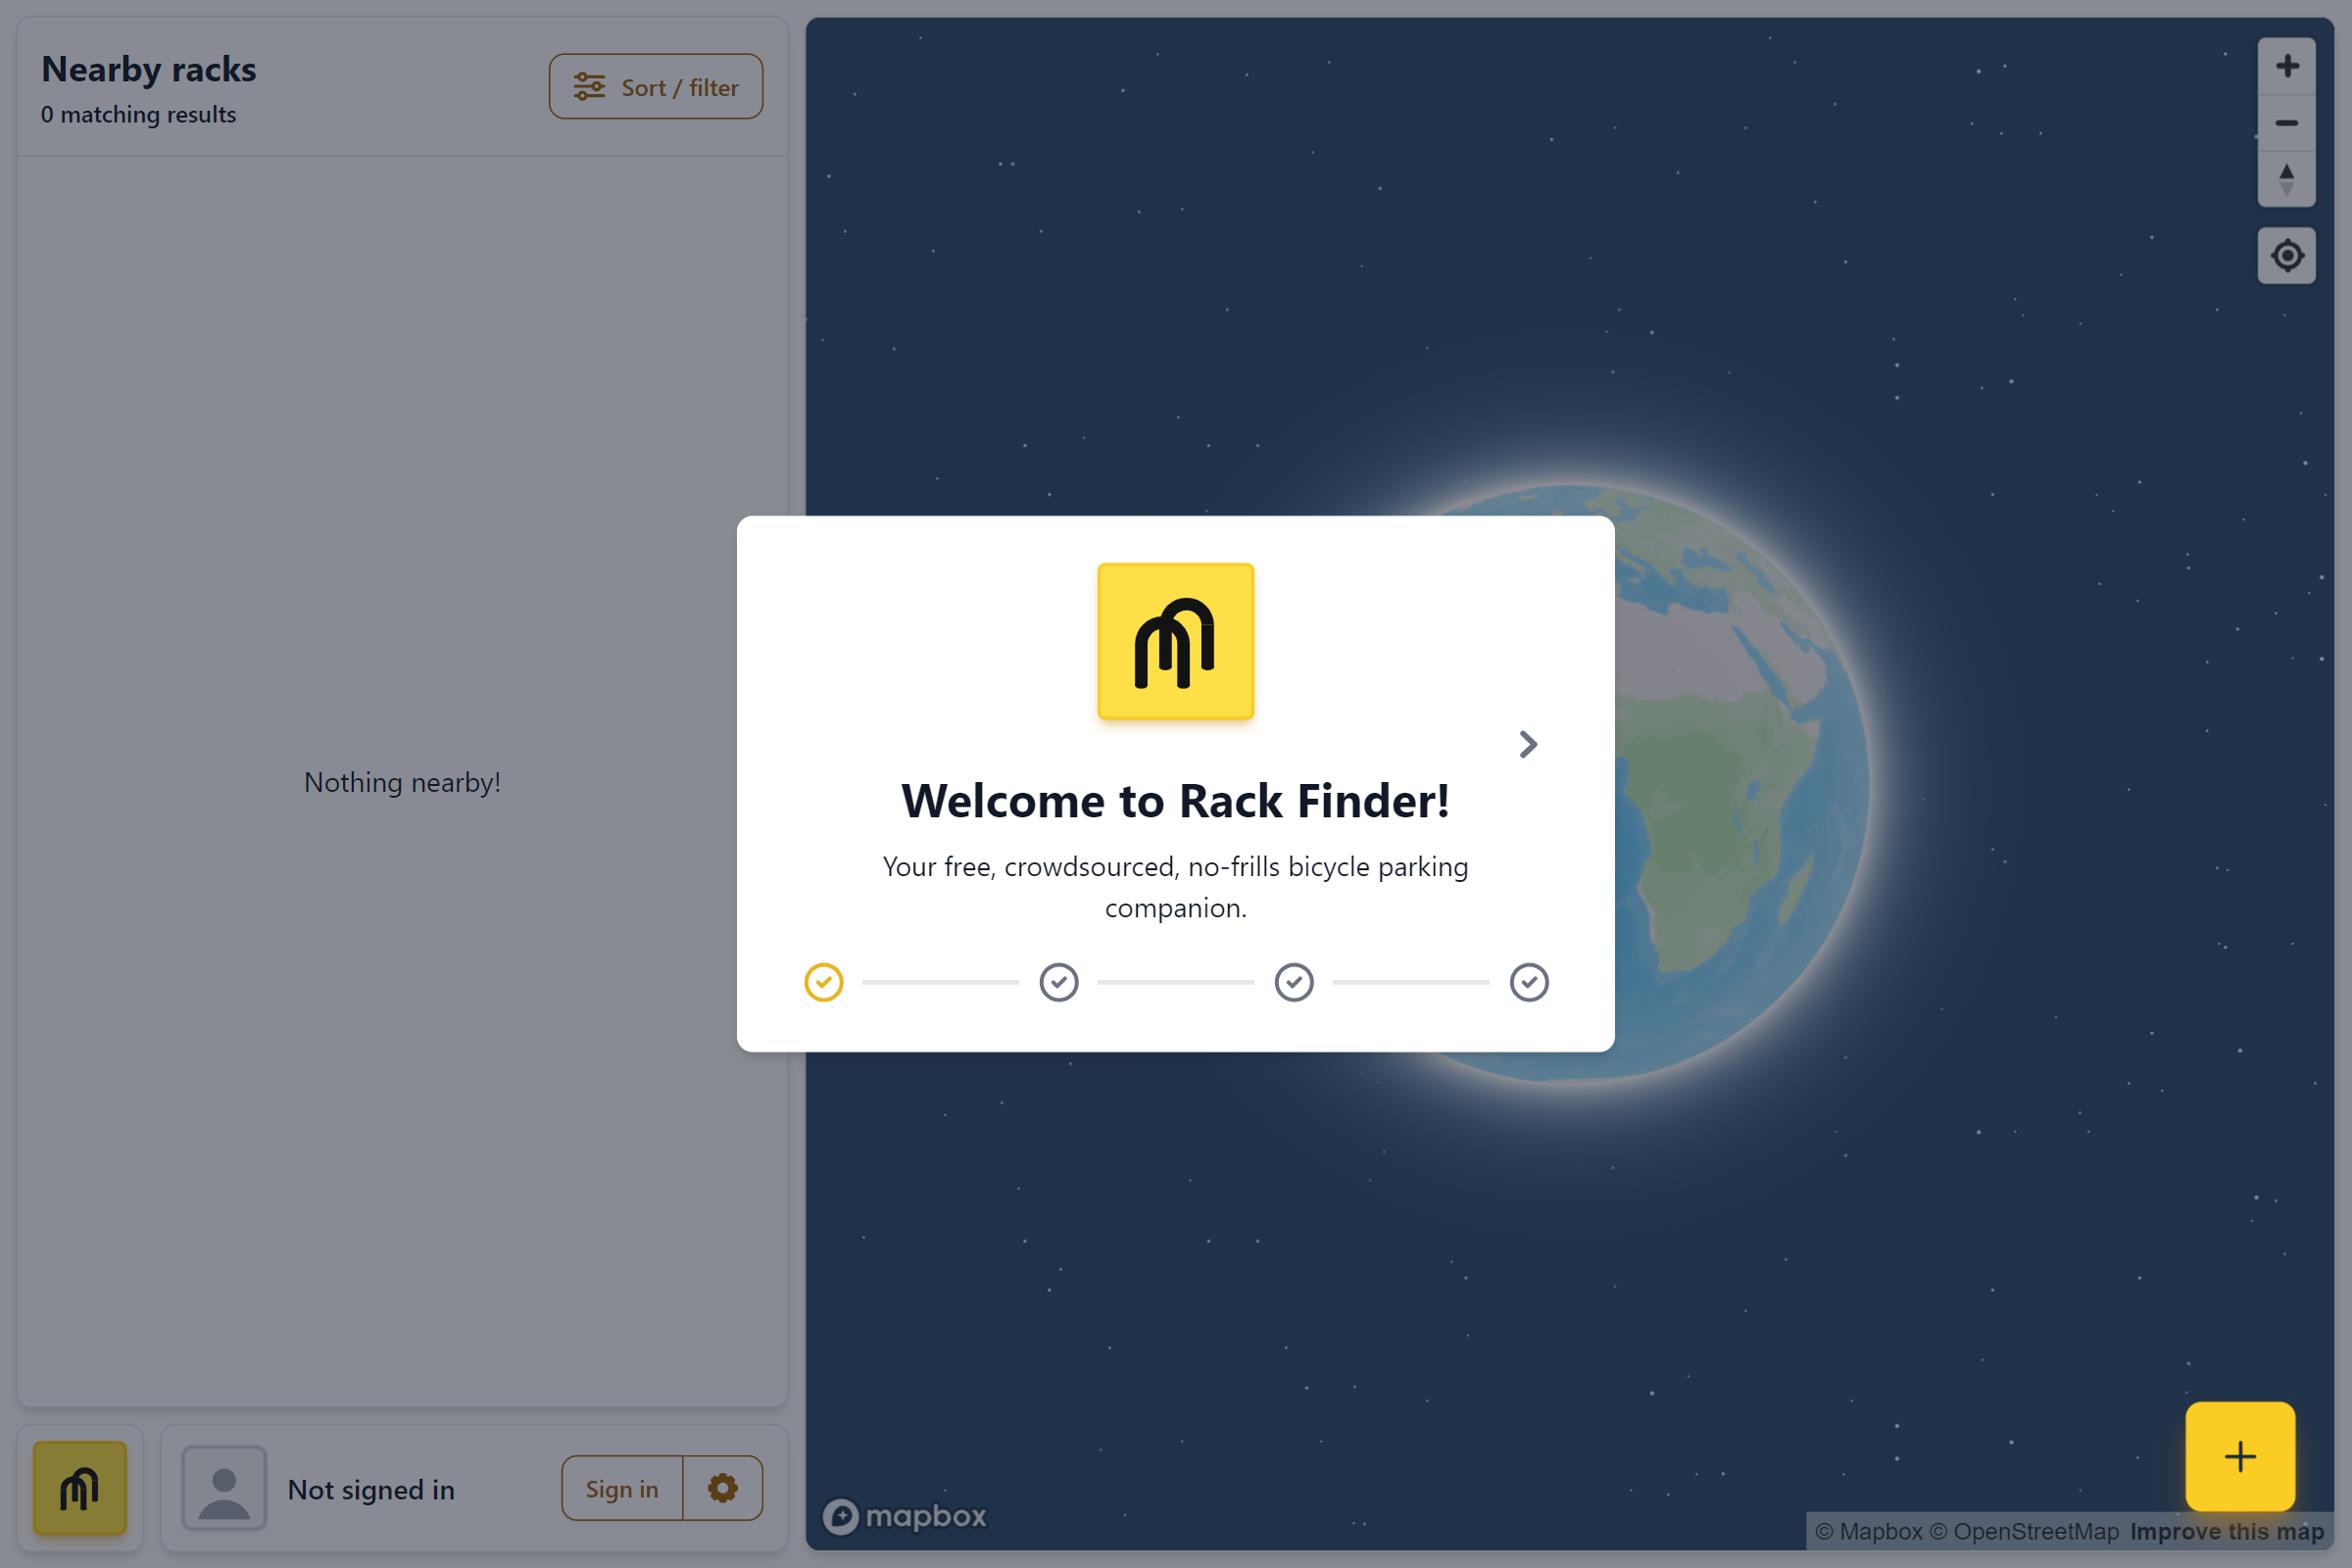 Nearby racks
0 matching results
Sort / filter
Nothing nearby!
Welcome to Rack Finder!
Your free, crowdsourced, no-frills bicycle parking
companion.
Not signed in
Sign in
mapbox
© Mapbox © OpenStreetMap Improve this map